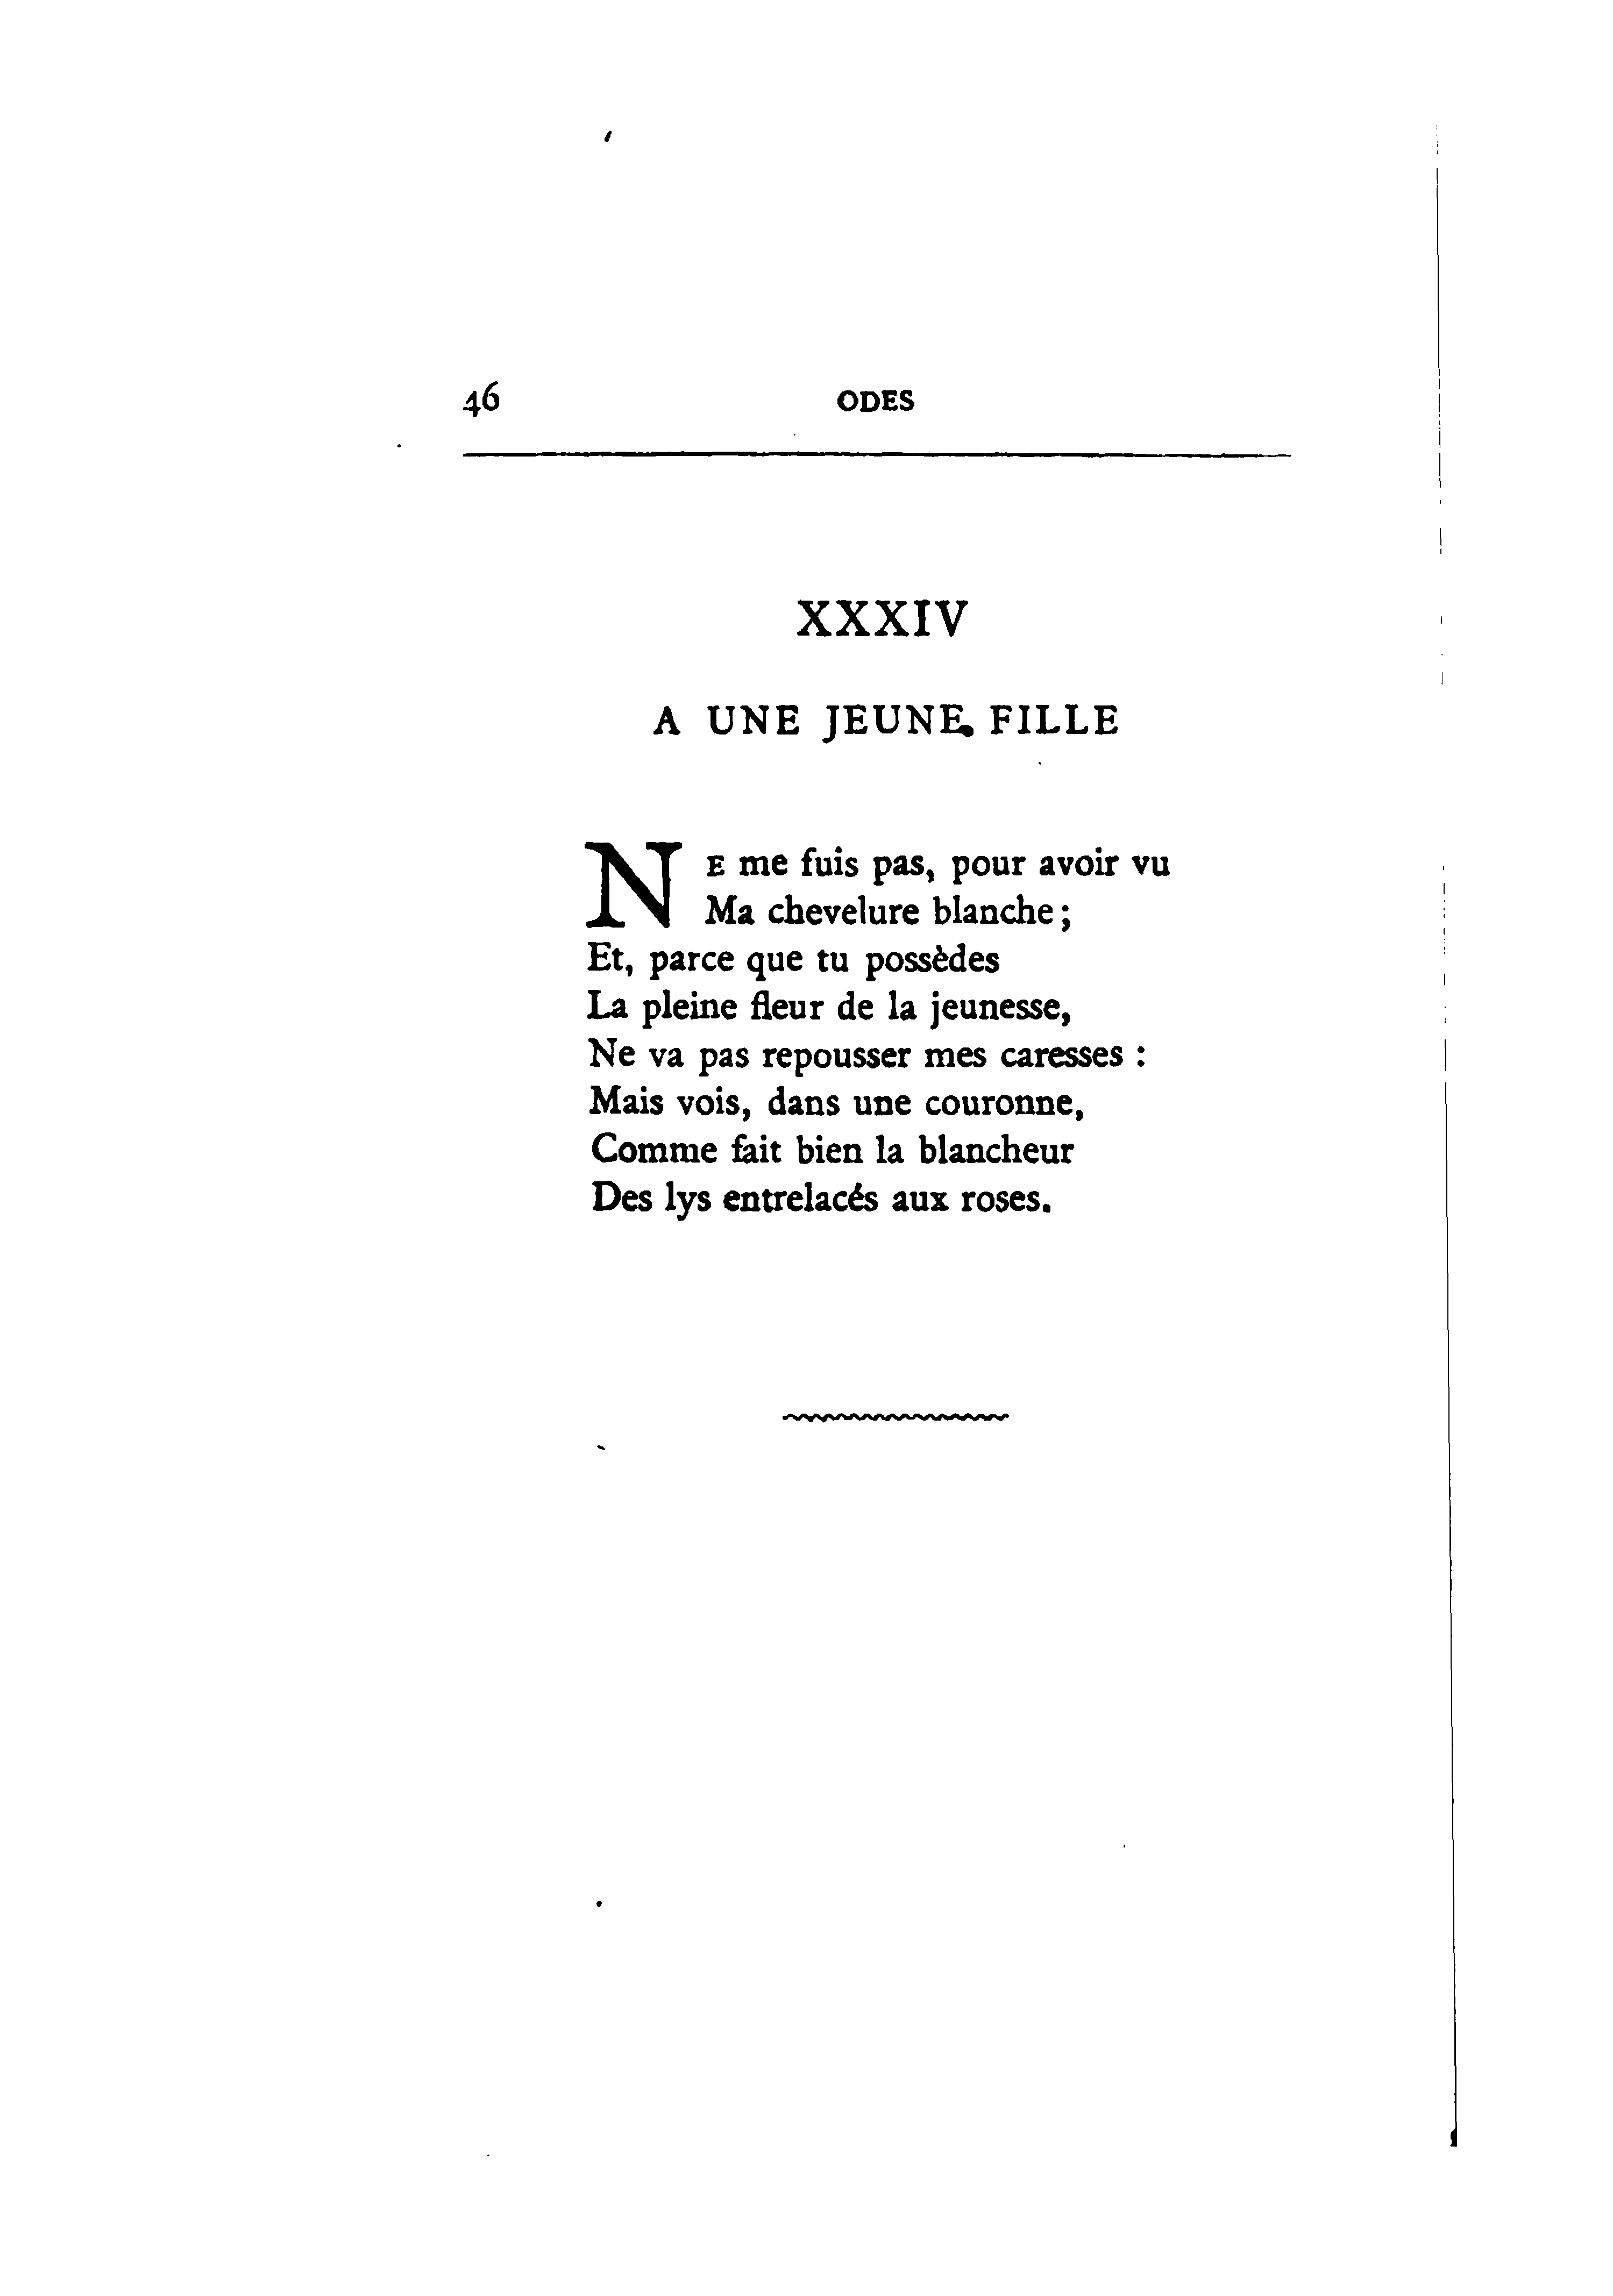 46 ODES
XXXIV
A UNE JEUNE FILLE
NE me fuis pas, pour avoir vu
Ma chevelure blanche;
Et, parce que tu possèdes
La pleine fleur de la jeunesse,
Ne va pas repousser mes caresses :
Mais vois, dans une couronne,
Comme fait bien la blancheur
Des lys entrelacés aux roses.